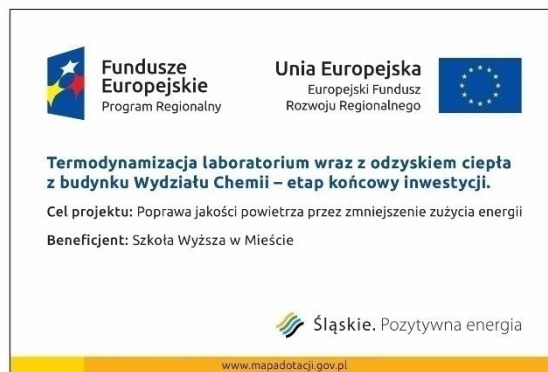 Fundusze
Europejskie
Program Regionalny
Unia Europejska
Europejski Fundusz
Rozwoju Regionalnego
Termodynamizacja laboratorium wraz z odzyskiem ciepła
z budynku Wydziału Chemii – etap końcowy inwestycji.
Cel projektu: Poprawa jakości powietrza przez zmniejszenie zużycia energii
Beneficjent: Szkoła Wyższa w Mieście
Śląskie. Pozytywna energia
www.mapadotacji.gov.pl